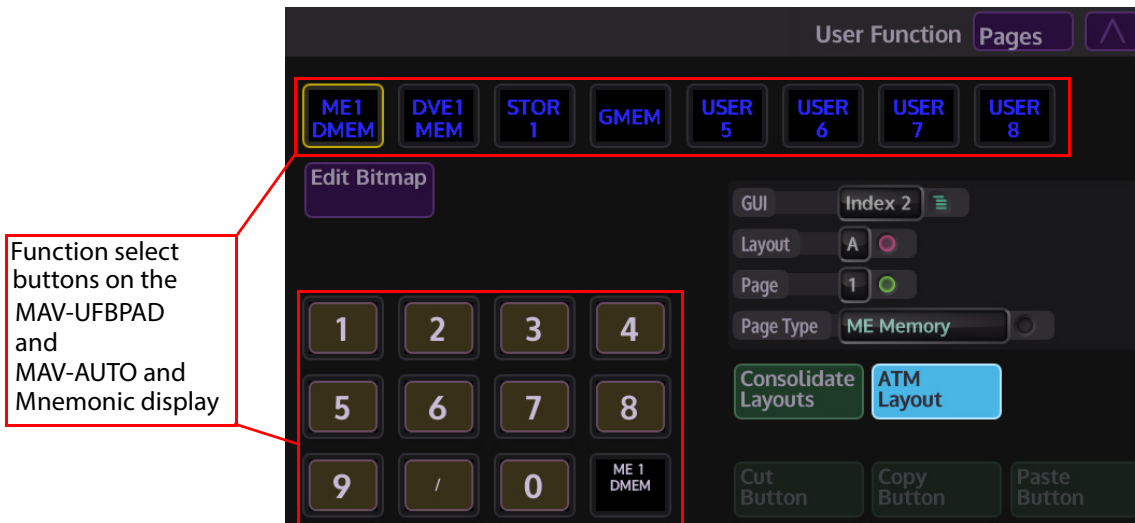 User Function Pages
ME1 DMEM
DVE1 MEM
STOR 1
GMEM
USER 5
USER 6
USER 7
USER 8
Edit Bitmap
GUI Index 2
Layout A
Page 1
Page Type ME Memory
Function select
buttons on the
MAV-UFBPAD
and
MAV-AUTO and
Mnemonic display
1 2 3 4
5 6 7 8
9 / 0 ME 1 DMEM
Consolidate
Layouts
ATM
Layout
Cut
Button
Copy
Button
Paste
Button